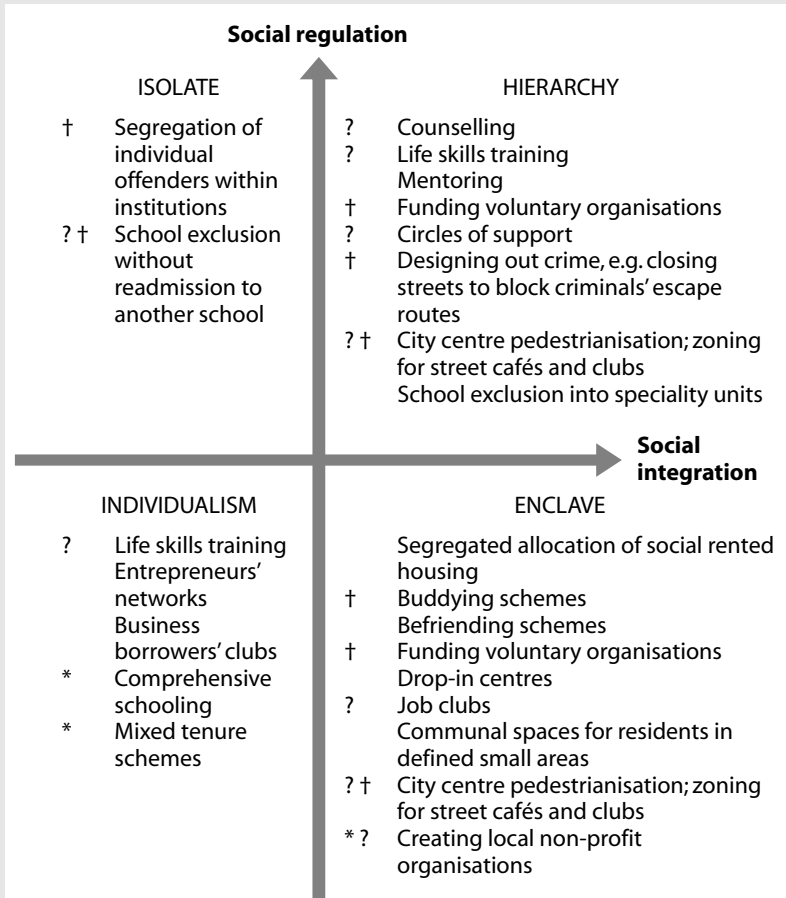 Social regulation
ISOLATE
† Segregation of
individual
offenders within
institutions
? † School exclusion
without
readmission to
another school
HIERARCHY
? Counselling
? Life skills training
Mentoring
† Funding voluntary organisations
? Circles of support
† Designing out crime, e.g. closing
streets to block criminals’ escape
routes
? † City centre pedestrianisation; zoning
for street cafés and clubs
School exclusion into speciality units
Social
integration
INDIVIDUALISM
? Life skills training
Entrepreneurs’
networks
Business
borrowers’ clubs
* Comprehensive
schooling
* Mixed tenure
schemes
ENCLAVE
Segregated allocation of social rented
housing
† Buddying schemes
Befriending schemes
† Funding voluntary organisations
Drop-in centres
? Job clubs
Communal spaces for residents in
defined small areas
? † City centre pedestrianisation; zoning
for street cafés and clubs
* ? Creating local non-profit
organisations